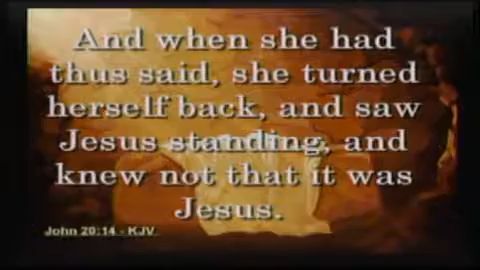 And when she had
thus said, she turned
herself back, and saw
Jesus standing, and
knew not that it was
Jesus.
John 20:14 - KJV